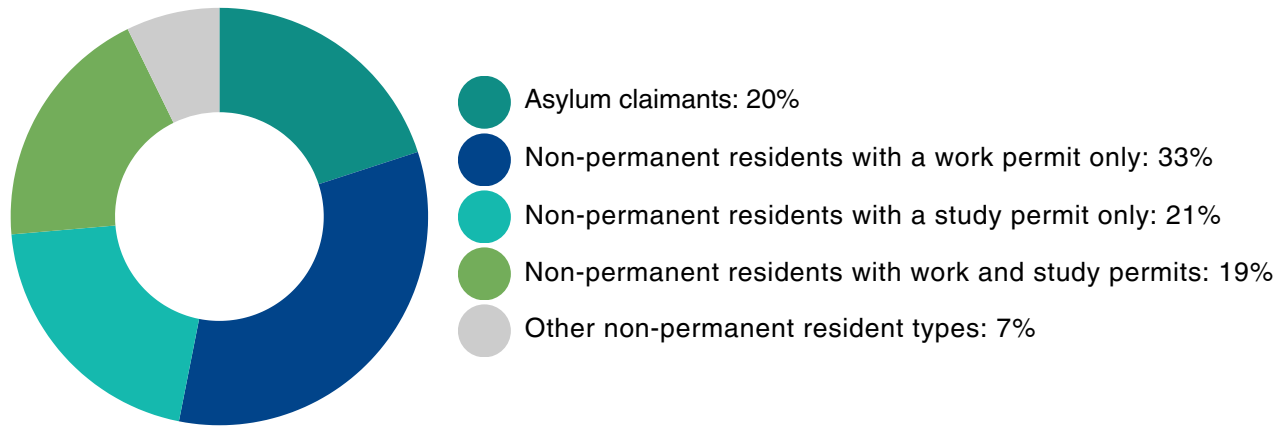 Asylum claimants: 20%
Non-permanent residents with a work permit only: 33%
Non-permanent residents with a study permit only: 21%
Non-permanent residents with work and study permits: 19%
Other non-permanent resident types: 7%